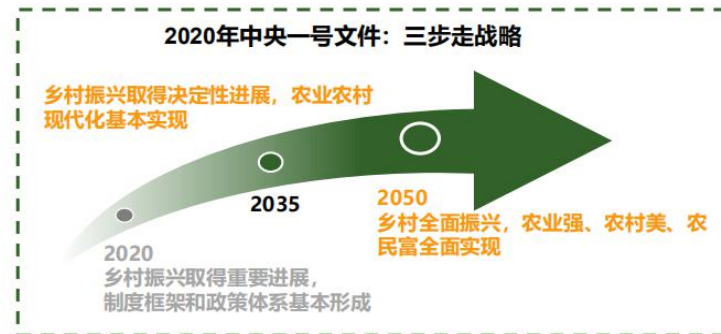 2020年中央一号文件：三步走战略
乡村振兴取得决定性进展，农业农村
现代化基本实现
2035
2050
乡村全面振兴，农业强、农村美、农
民富全面实现
2020
乡村振兴取得重要进展，
制度框架和政策体系基本形成